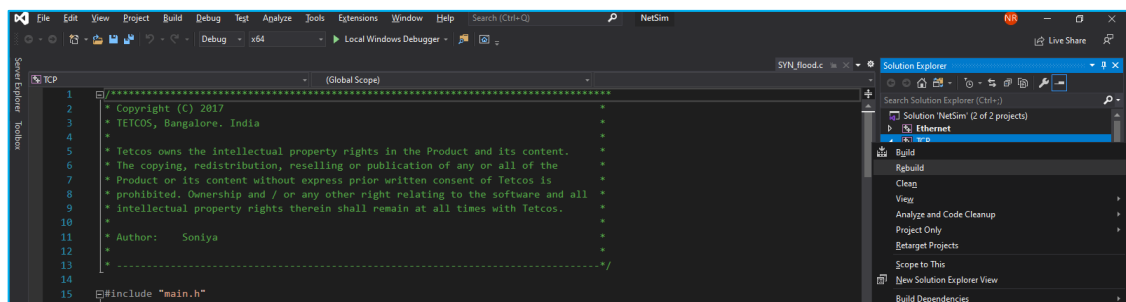 File Edit View Project Build Debug Test Analyze Tools Extensions Window Help Search (Ctrl+Q) NetSim NR
Debug x64 Local Windows Debugger Live Share
Server Explorer
Toolbox
SYN_flood.c
TCP (Global Scope)
1 /***********************************************************************************
2 * Copyright (C) 2017 *
3 * TETCOS, Bangalore. India *
4 * *
5 * Tetcos owns the intellectual property rights in the Product and its content. *
6 * The copying, redistribution, reselling or publication of any or all of the *
7 * Product or its content without express prior written consent of Tetcos is *
8 * prohibited. Ownership and / or any other right relating to the software and all *
9 * intellectual property rights therein shall remain at all times with Tetcos. *
10 * *
11 * Author: Soniya *
12 * *
13 * ---------------------------------------------------------------------------------*/
14
15 #include "main.h"
Solution Explorer
Search Solution Explorer (Ctrl+;)
Solution 'NetSim' (2 of 2 projects)
Ethernet
TCP
Build
Rebuild
Clean
View
Analyze and Code Cleanup
Project Only
Retarget Projects
Scope to This
New Solution Explorer View
Build Dependencies